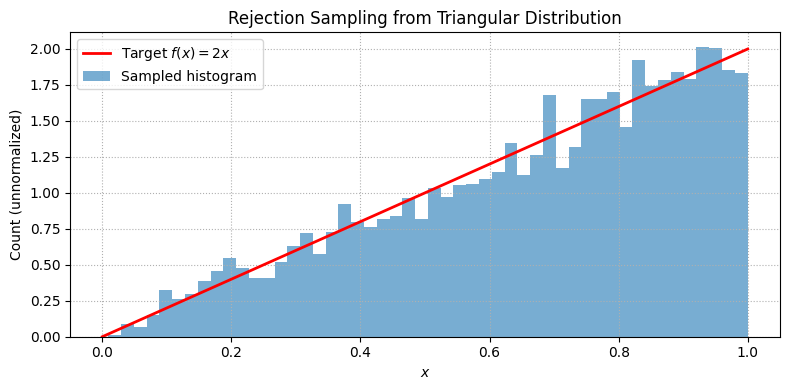 Rejection Sampling from Triangular Distribution
Target f(x) = 2x
Sampled histogram
Count (unnormalized)
2.00
1.75
1.50
1.25
1.00
0.75
0.50
0.25
0.00
0.0 0.2 0.4 0.6 0.8 1.0
x